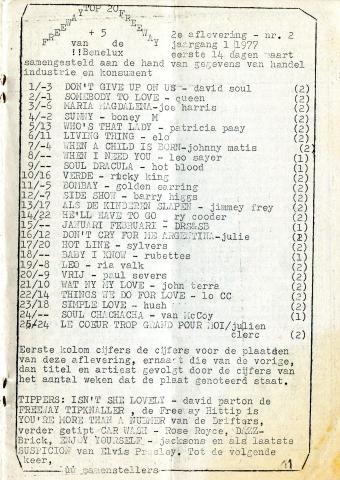 FREEWAY TOP 20 FREEWAY
+ 5
van de
!!Benelux
2e aflevering - nr. 2
jaargang 1 1977
eerste 14 dagen maart
samengesteld aan de hand van gegevens van handel
industrie en konsument
1/-3 DON'T GIVE UP ON US - david soul (2)
2/-1 SOMEBODY TO LOVE - queen (2)
3/-6 MARIA MAGDALENA-joe harris (2)
4/-2 SUNNY - boney M (2)
5/13 WHO'S THAT LADY - patricia paay (2)
6/11 LIVING THING - elo (2)
7/-4 WHEN A CHILD IS BORN-johnny matis (2)
8/-- WHEN I NEED YOU - leo sayer (1)
9/-- SOUL DRACULA - hot blood (1)
10/16 VERDE - ricky king (2)
11/-5 BOMBAY - golden earring (2)
12/-7 SIDE SHOW - barry higgs (2)
13/17 ALS DE KINDEREN SLAPEN - jimmey frey (2)
14/22 HE'LL HAVE TO GO - ry cooder (2)
15/-- JANUARI FEBRUARI - DRS&SB (1)
16/12 DON'T CRY FOR ME ARGENTINA-julie (2)
17/20 HOT LINE - sylvers (2)
18/-- BABY I KNOW - rubettes (1)
19/-8 LEO - ria valk (2)
20/-9 VRIJ - paul severs (2)
21/10 WAT NY MY LOVE - john terra (2)
22/14 THINGS WE DO FOR LOVE - 10 CC (2)
23/18 SIMPLE LOVE - hush (2)
24/-- SOUL CHACHACHA - van McCoy (1)
25/24 LE COEUR TROP GRAND POUR MOI/julien
clerc (2)
Eerste kolom cijfers de cijfers voor de plaatsen
van deze aflevering, ernaast die van de vorige,
dan titel en artiest gevolgt door de cijfers van
het aantal weken dat de plaat genoteerd staat.
TIPPERS: ISN'T SHE LOVELY - david parton de
FREEWAY TIPKNALLER , de Freeway Hittip is
YOU'RE MORE THAN A NUMBER van de Drifters,
verder getipt CAR WASH - Rose Royce, DAZZ-
Brick, ENJOY YOURSELF - jacksons en als laatste
SUSPICION van Elvis Presley. Tot de volgende
keer,
samenstellers
11